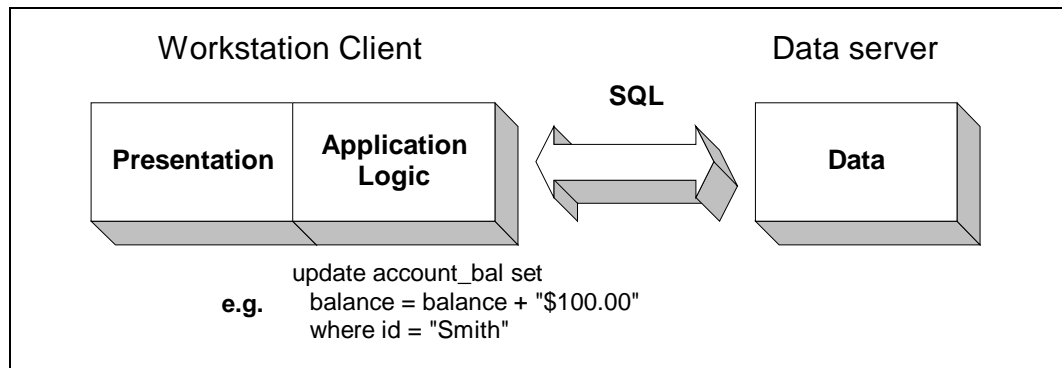 Workstation Client
Data server
SQL
Presentation
Application
Logic
Data
update account_bal set
e.g. balance = balance + "$100.00"
where id = "Smith"